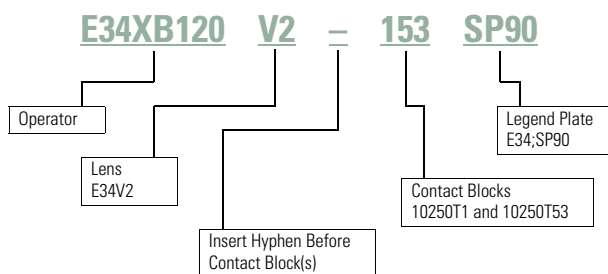 E34XB120 V2 – 153 SP90
Operator
Legend Plate
E34;SP90
Lens
E34V2
Contact Blocks
10250T1 and 10250T53
Insert Hyphen Before
Contact Block(s)